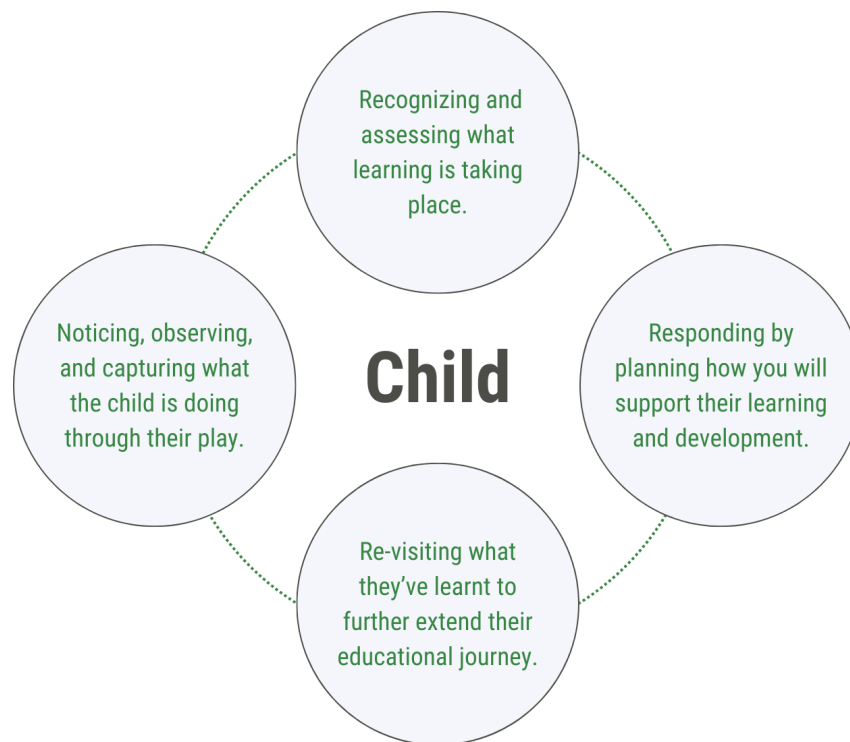 Recognizing and
assessing what
learning is taking
place.
Noticing, observing,
and capturing what
the child is doing
through their play.
Child
Responding by
planning how you will
support their learning
and development.
Re-visiting what
they’ve learnt to
further extend their
educational journey.